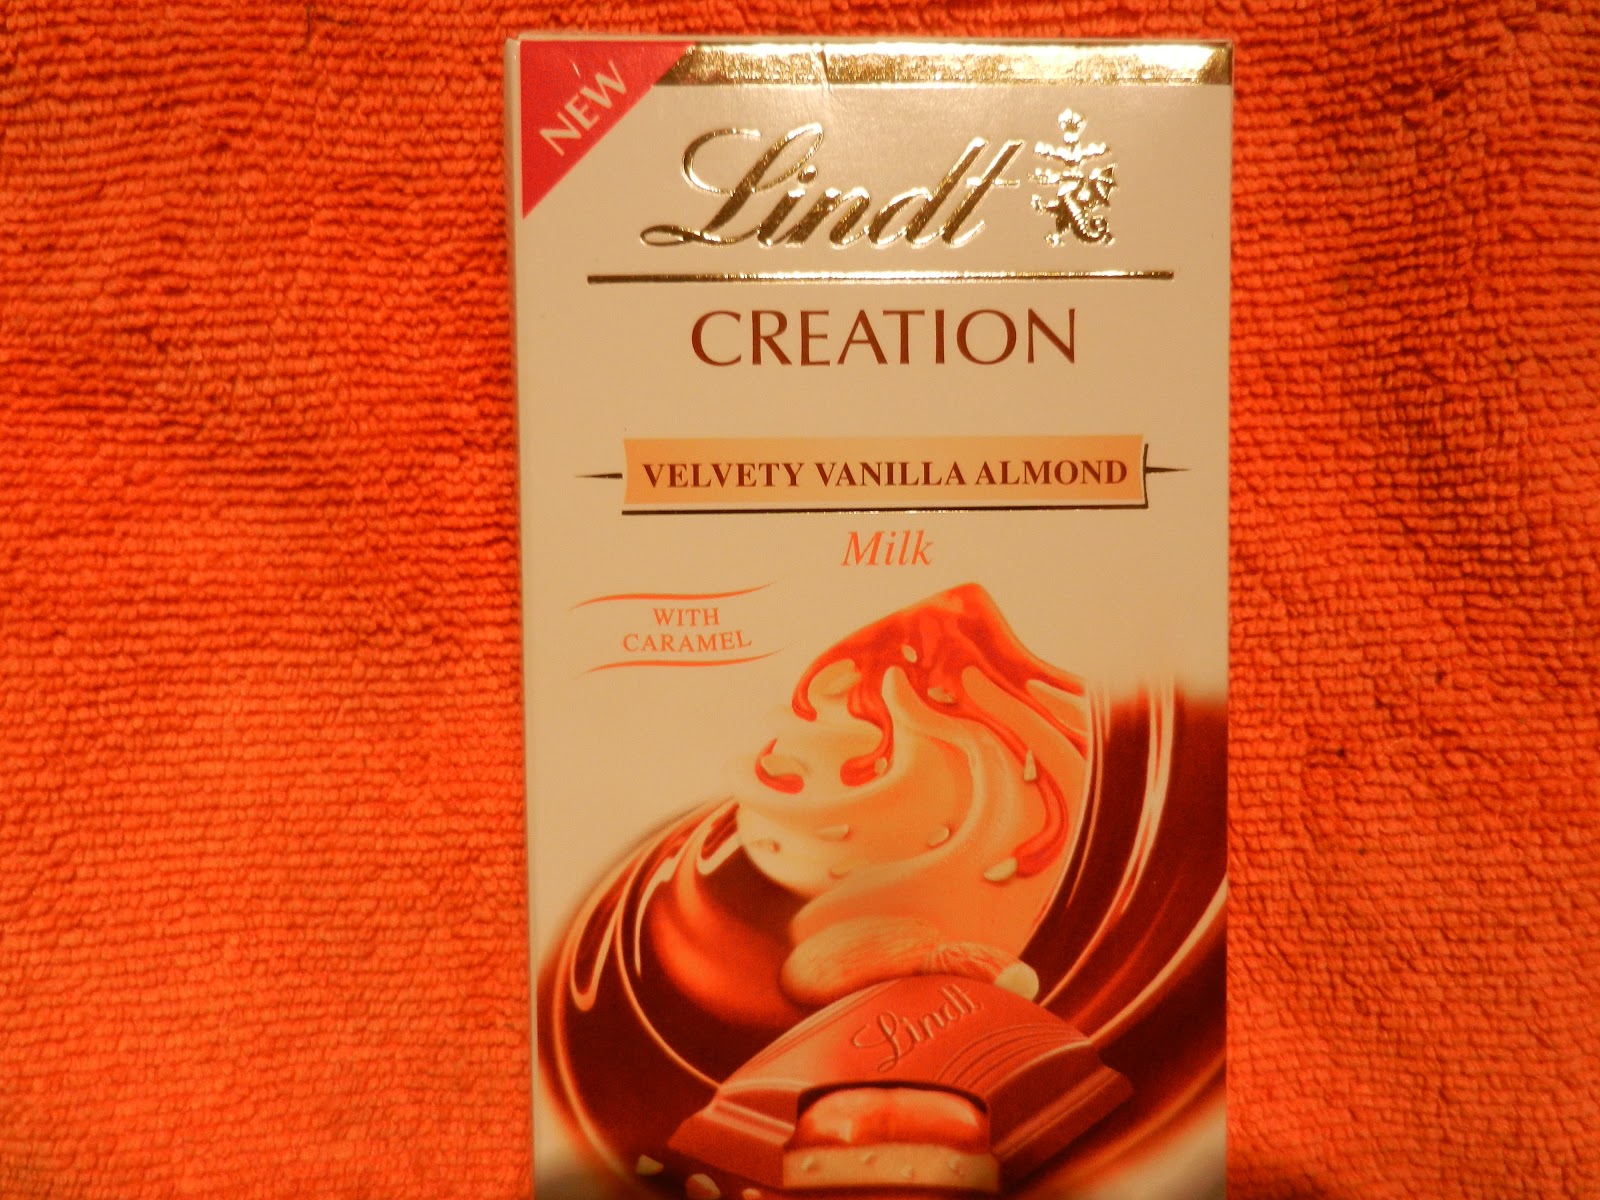 NEW
Lindt
CREATION
VELVETY VANILLA ALMOND
Milk
WITH
CARAMEL
Lindt